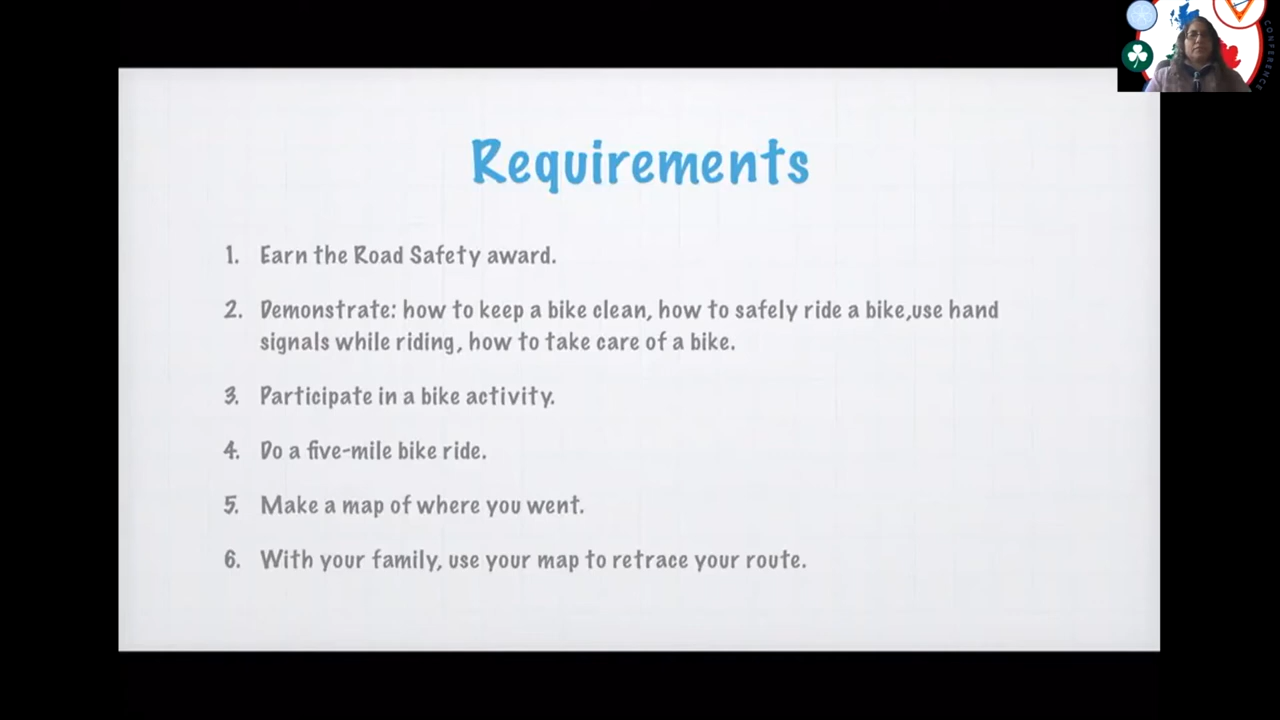 CONFERENCE
Requirements
1. Earn the Road Safety award.
2. Demonstrate: how to keep a bike clean, how to safely ride a bike,use hand
signals while riding, how to take care of a bike.
3. Participate in a bike activity.
4. Do a five-mile bike ride.
5. Make a map of where you went.
6. With your family, use your map to retrace your route.